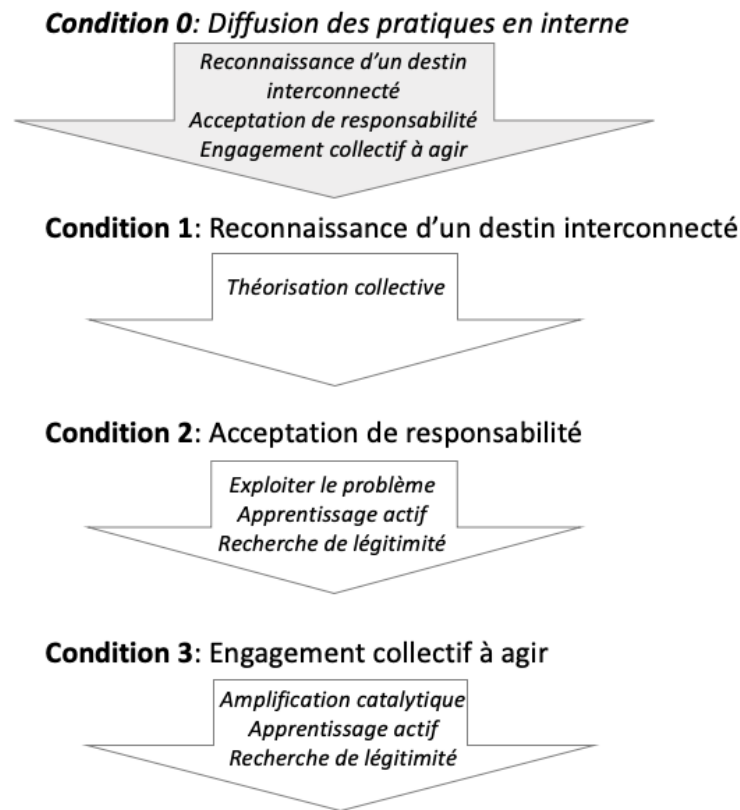 Condition 0: Diffusion des pratiques en interne
Reconnaissance d’un destin
interconnecté
Acceptation de responsabilité
Engagement collectif à agir
Condition 1: Reconnaissance d’un destin interconnecté
Théorisation collective
Condition 2: Acceptation de responsabilité
Exploiter le problème
Apprentissage actif
Recherche de légitimité
Condition 3: Engagement collectif à agir
Amplification catalytique
Apprentissage actif
Recherche de légitimité